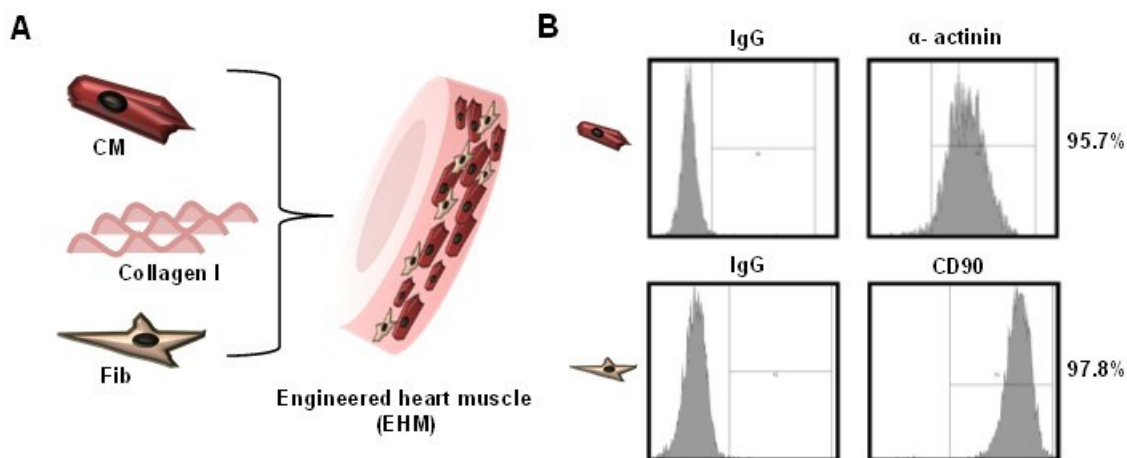 A
CM
Collagen I
Fib
Engineered heart muscle
(EHM)
B
IgG
α- actinin
95.7%
IgG
CD90
97.8%